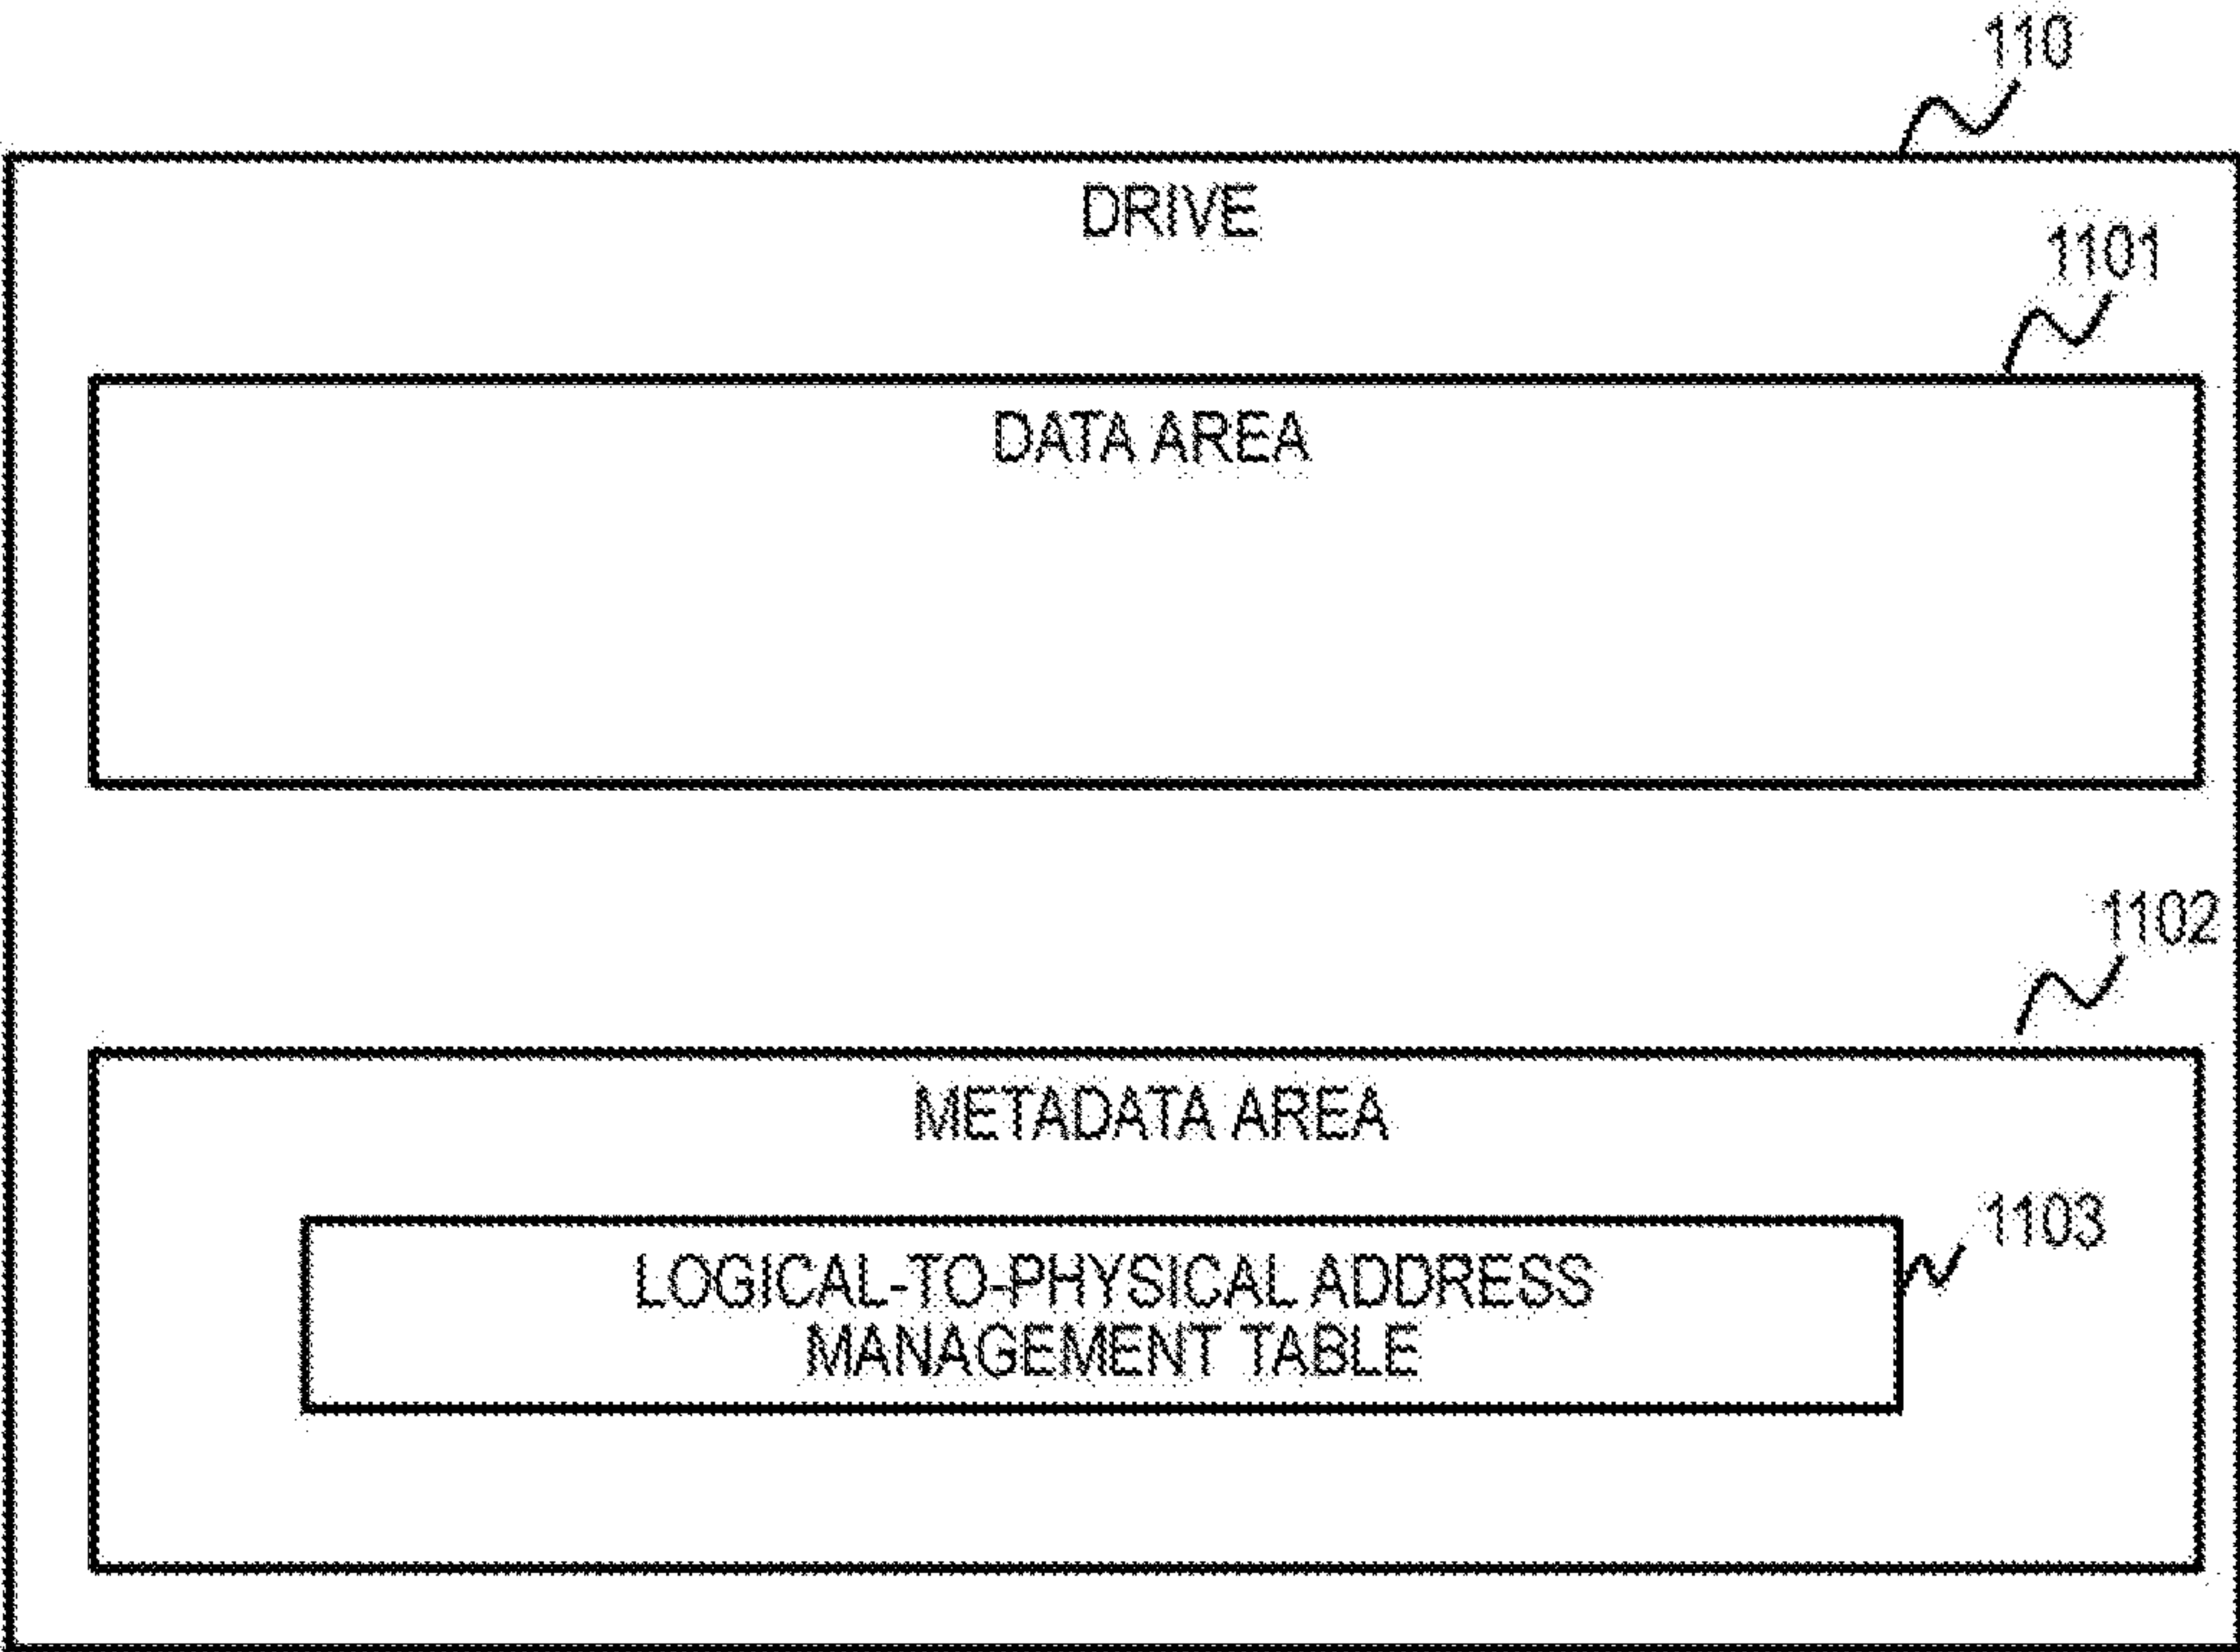 110
DRIVE
1101
DATA AREA
1102
METADATA AREA
1103
LOGICAL-TO-PHYSICAL ADDRESS
MANAGEMENT TABLE